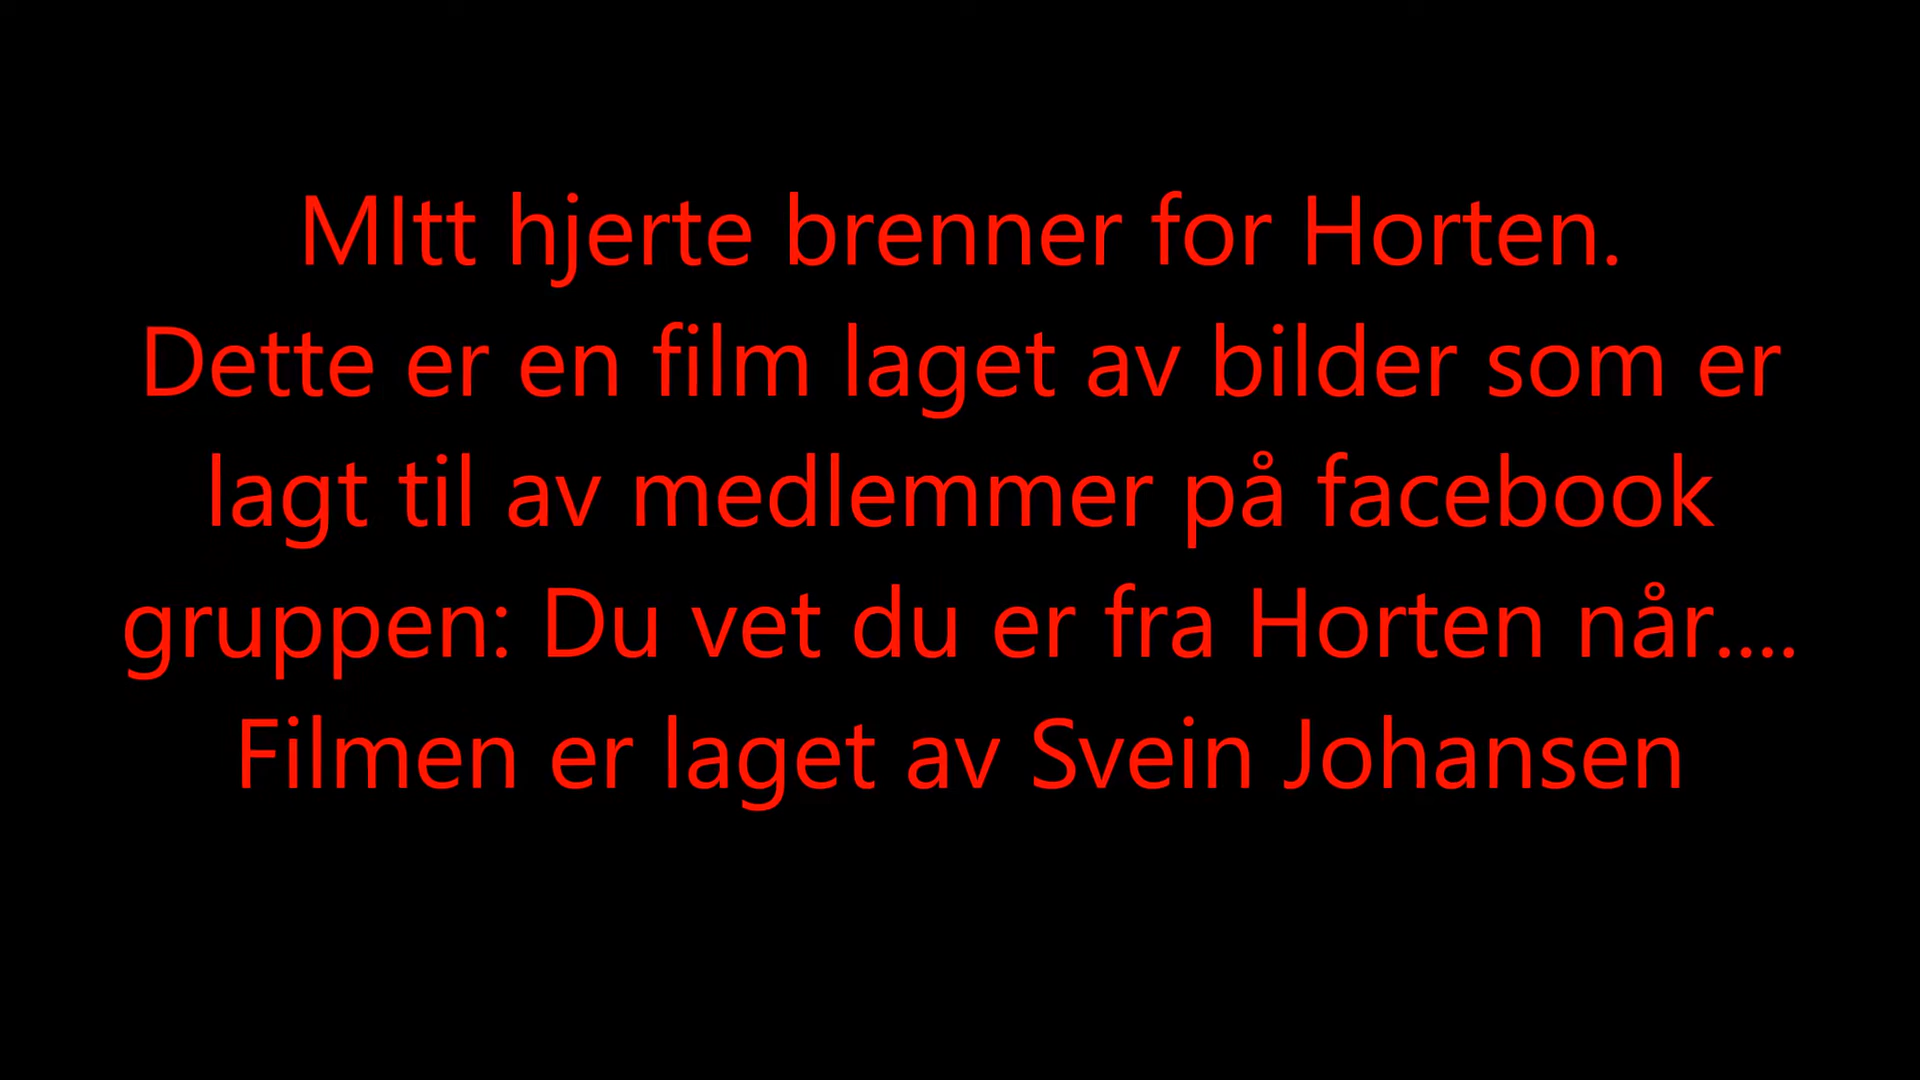 MItt hjerte brenner for Horten.
Dette er en film laget av bilder som er
lagt til av medlemmer på facebook
gruppen: Du vet du er fra Horten når....
Filmen er laget av Svein Johansen